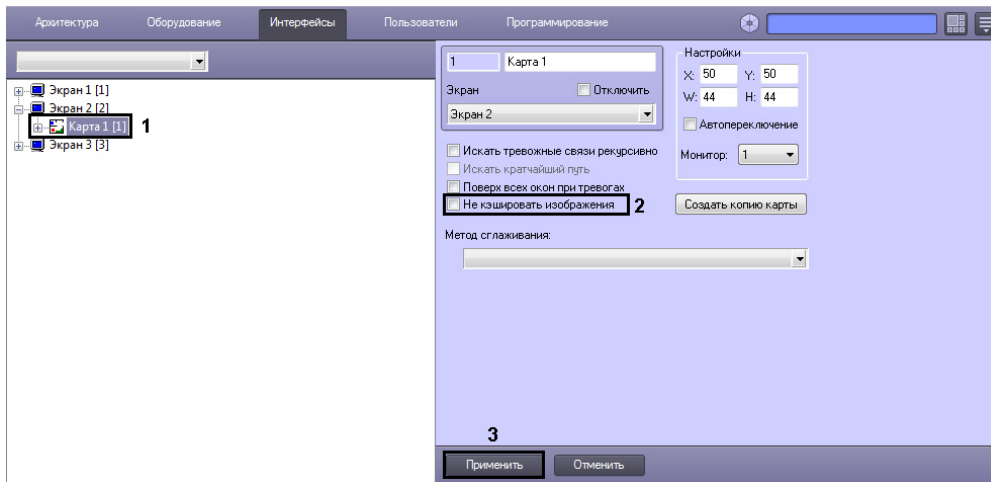 Архитектура Оборудование Интерфейсы Пользователи Программирование
Экран 1 [1]
Экран 2 [2]
Карта 1 [1] 1
Экран 3 [3]
1 Карта 1
Экран Отключить
Экран 2
Настройки
X: 50 Y: 50
W: 44 H: 44
Автопереключение
Монитор: 1
Искать тревожные связи рекурсивно
Искать кратчайший путь
Поверх всех окон при тревогах
Не кэшировать изображения 2
Создать копию карты
Метод сглаживания:
3
Применить Отменить